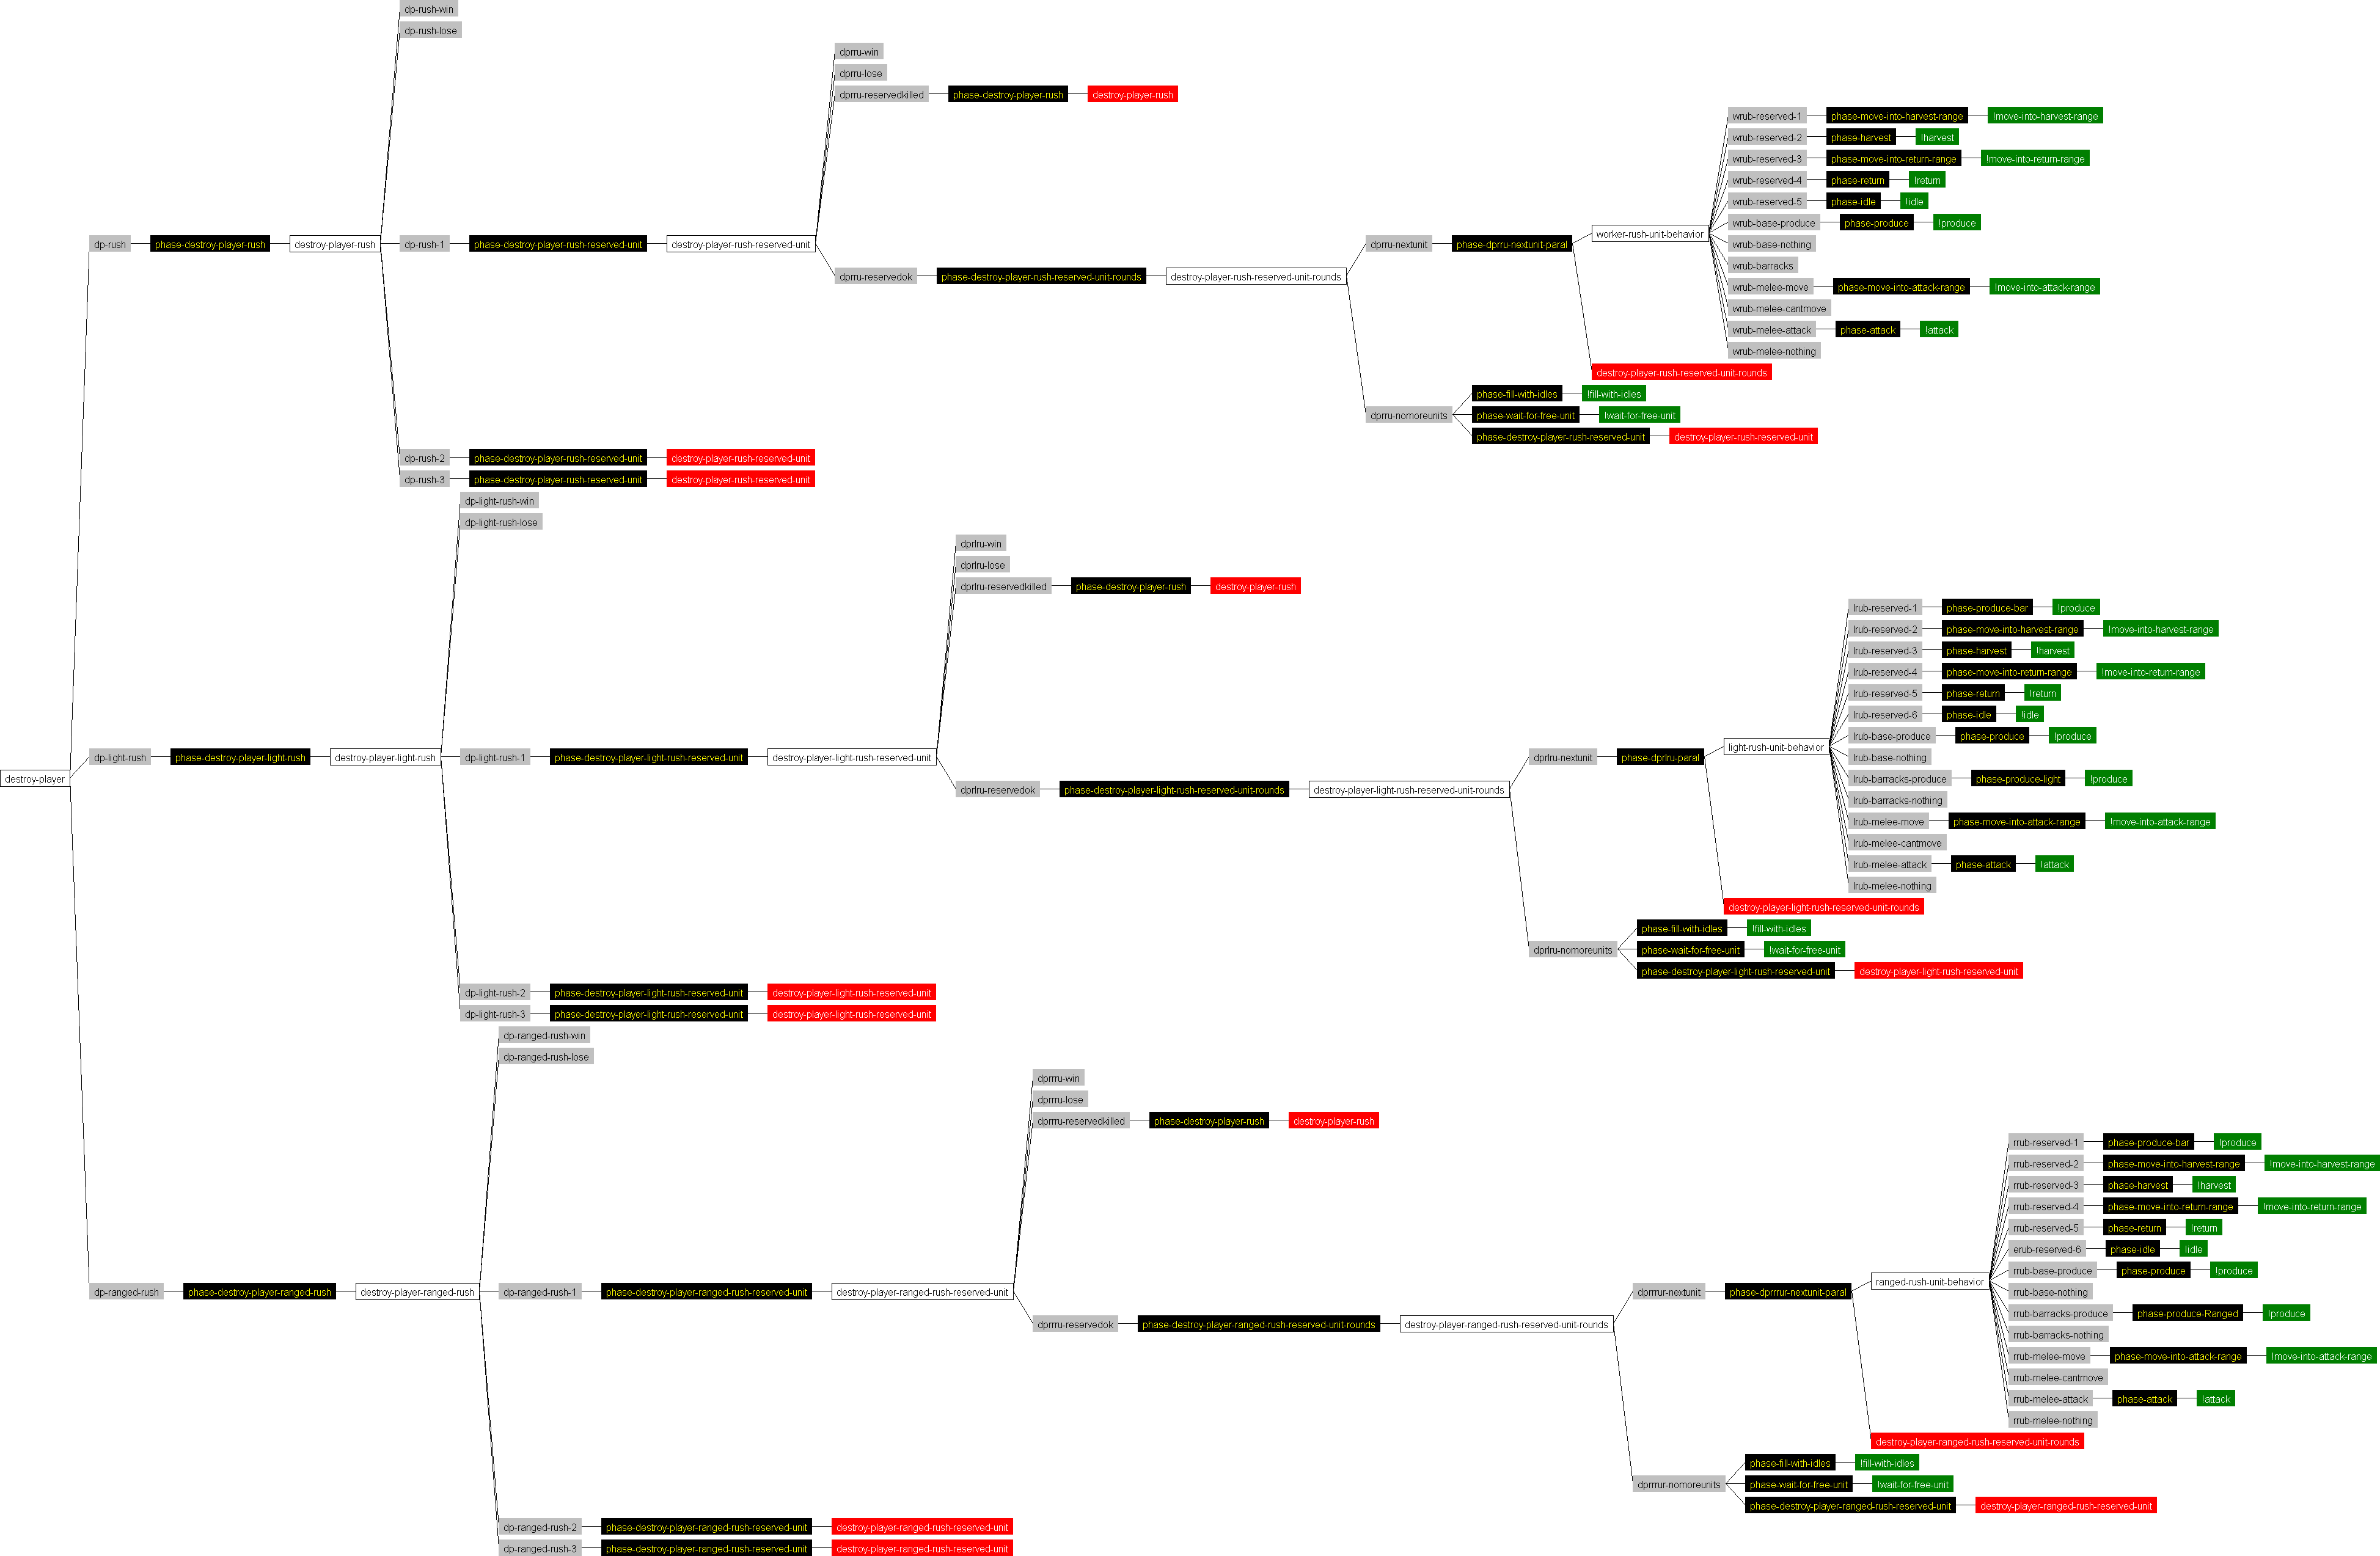 dp-rush-win
dp-rush-lose
dprru-win
dprru-lose
dprru-reservedkilled phase-destroy-player-rush destroy-player-rush
wrub-reserved-1 phase-move-into-harvest-range !move-into-harvest-range
wrub-reserved-2 phase-harvest !harvest
wrub-reserved-3 phase-move-into-return-range !move-into-return-range
wrub-reserved-4 phase-return !return
wrub-reserved-5 phase-idle !idle
wrub-base-produce phase-produce !produce
worker-rush-unit-behavior
dp-rush phase-destroy-player-rush destroy-player-rush dp-rush-1 phase-destroy-player-rush-reserved-unit destroy-player-rush-reserved-unit dprru-nextunit phase-dprru-nextunit-paral wrub-base-nothing
wrub-barracks
dprru-reservedok phase-destroy-player-rush-reserved-unit-rounds destroy-player-rush-reserved-unit-rounds
wrub-melee-move phase-move-into-attack-range !move-into-attack-range
wrub-melee-cantmove
wrub-melee-attack phase-attack !attack
wrub-melee-nothing
destroy-player-rush-reserved-unit-rounds
phase-fill-with-idles !fill-with-idles
dprru-nomoreunits phase-wait-for-free-unit !wait-for-free-unit
phase-destroy-player-rush-reserved-unit destroy-player-rush-reserved-unit
dp-rush-2 phase-destroy-player-rush-reserved-unit destroy-player-rush-reserved-unit
dp-rush-3 phase-destroy-player-rush-reserved-unit destroy-player-rush-reserved-unit
dp-light-rush-win
dp-light-rush-lose
dprlru-win
dprlru-lose
dprlru-reservedkilled phase-destroy-player-rush destroy-player-rush
lrub-reserved-1 phase-produce-bar !produce
lrub-reserved-2 phase-move-into-harvest-range !move-into-harvest-range
lrub-reserved-3 phase-harvest !harvest
lrub-reserved-4 phase-move-into-return-range !move-into-return-range
lrub-reserved-5 phase-return !return
lrub-reserved-6 phase-idle !idle
lrub-base-produce phase-produce !produce
light-rush-unit-behavior
dp-light-rush phase-destroy-player-light-rush destroy-player-light-rush dp-light-rush-1 phase-destroy-player-light-rush-reserved-unit destroy-player-light-rush-reserved-unit dprlru-nextunit phase-dprlru-paral lrub-base-nothing
destroy-player lrub-barracks-produce phase-produce-light !produce
dprlru-reservedok phase-destroy-player-light-rush-reserved-unit-rounds destroy-player-light-rush-reserved-unit-rounds
lrub-barracks-nothing
lrub-melee-move phase-move-into-attack-range !move-into-attack-range
lrub-melee-cantmove
lrub-melee-attack phase-attack !attack
lrub-melee-nothing
destroy-player-light-rush-reserved-unit-rounds
phase-fill-with-idles !fill-with-idles
dprlru-nomoreunits phase-wait-for-free-unit !wait-for-free-unit
phase-destroy-player-light-rush-reserved-unit destroy-player-light-rush-reserved-unit
dp-light-rush-2 phase-destroy-player-light-rush-reserved-unit destroy-player-light-rush-reserved-unit
dp-light-rush-3 phase-destroy-player-light-rush-reserved-unit destroy-player-light-rush-reserved-unit
dp-ranged-rush-win
dp-ranged-rush-lose
dprrru-win
dprrru-lose
dprrru-reservedkilled phase-destroy-player-rush destroy-player-rush
rrub-reserved-1 phase-produce-bar !produce
rrub-reserved-2 phase-move-into-harvest-range !move-into-harvest-range
rrub-reserved-3 phase-harvest !harvest
rrub-reserved-4 phase-move-into-return-range !move-into-return-range
rrub-reserved-5 phase-return !return
erub-reserved-6 phase-idle !idle
rrub-base-produce phase-produce !produce
ranged-rush-unit-behavior
dp-ranged-rush phase-destroy-player-ranged-rush destroy-player-ranged-rush dp-ranged-rush-1 phase-destroy-player-ranged-rush-reserved-unit destroy-player-ranged-rush-reserved-unit dprrrur-nextunit phase-dprrrur-nextunit-paral rrub-base-nothing
rrub-barracks-produce phase-produce-Ranged !produce
dprrru-reservedok phase-destroy-player-ranged-rush-reserved-unit-rounds destroy-player-ranged-rush-reserved-unit-rounds
rrub-barracks-nothing
rrub-melee-move phase-move-into-attack-range !move-into-attack-range
rrub-melee-cantmove
rrub-melee-attack phase-attack !attack
rrub-melee-nothing
destroy-player-ranged-rush-reserved-unit-rounds
phase-fill-with-idles !fill-with-idles
dprrrur-nomoreunits phase-wait-for-free-unit !wait-for-free-unit
phase-destroy-player-ranged-rush-reserved-unit destroy-player-ranged-rush-reserved-unit
dp-ranged-rush-2 phase-destroy-player-ranged-rush-reserved-unit destroy-player-ranged-rush-reserved-unit
dp-ranged-rush-3 phase-destroy-player-ranged-rush-reserved-unit destroy-player-ranged-rush-reserved-unit